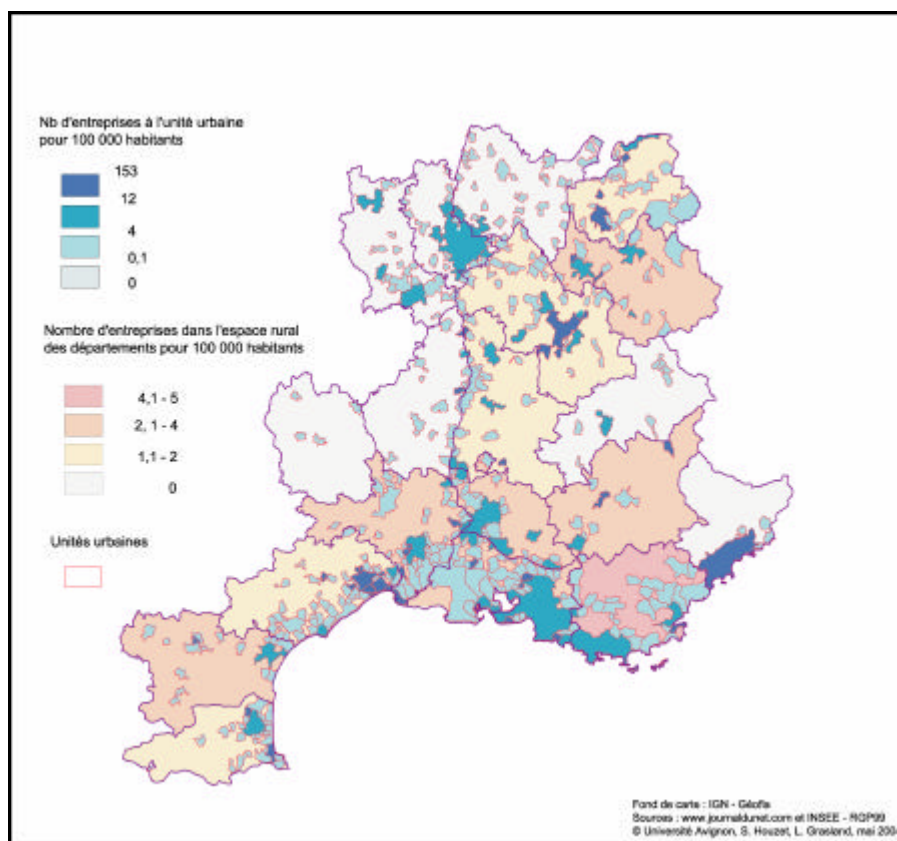 Nb d'entreprises à l'unité urbaine
pour 100 000 habitants
153
12
4
0,1
0
Nombre d'entreprises dans l'espace rural
des départements pour 100 000 habitants
4,1 - 5
2, 1 - 4
1,1 - 2
0
Unités urbaines
Fond de carte : IGN - Géofla
Sources : www.journaldunet.com et INSEE - RGP99
© Université Avignon, S. Houzet, L. Grasland, mai 2004